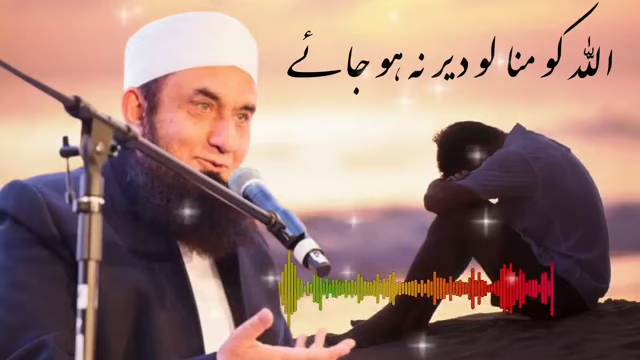 اللہ کو منا لو دیر نہ ہو جائے